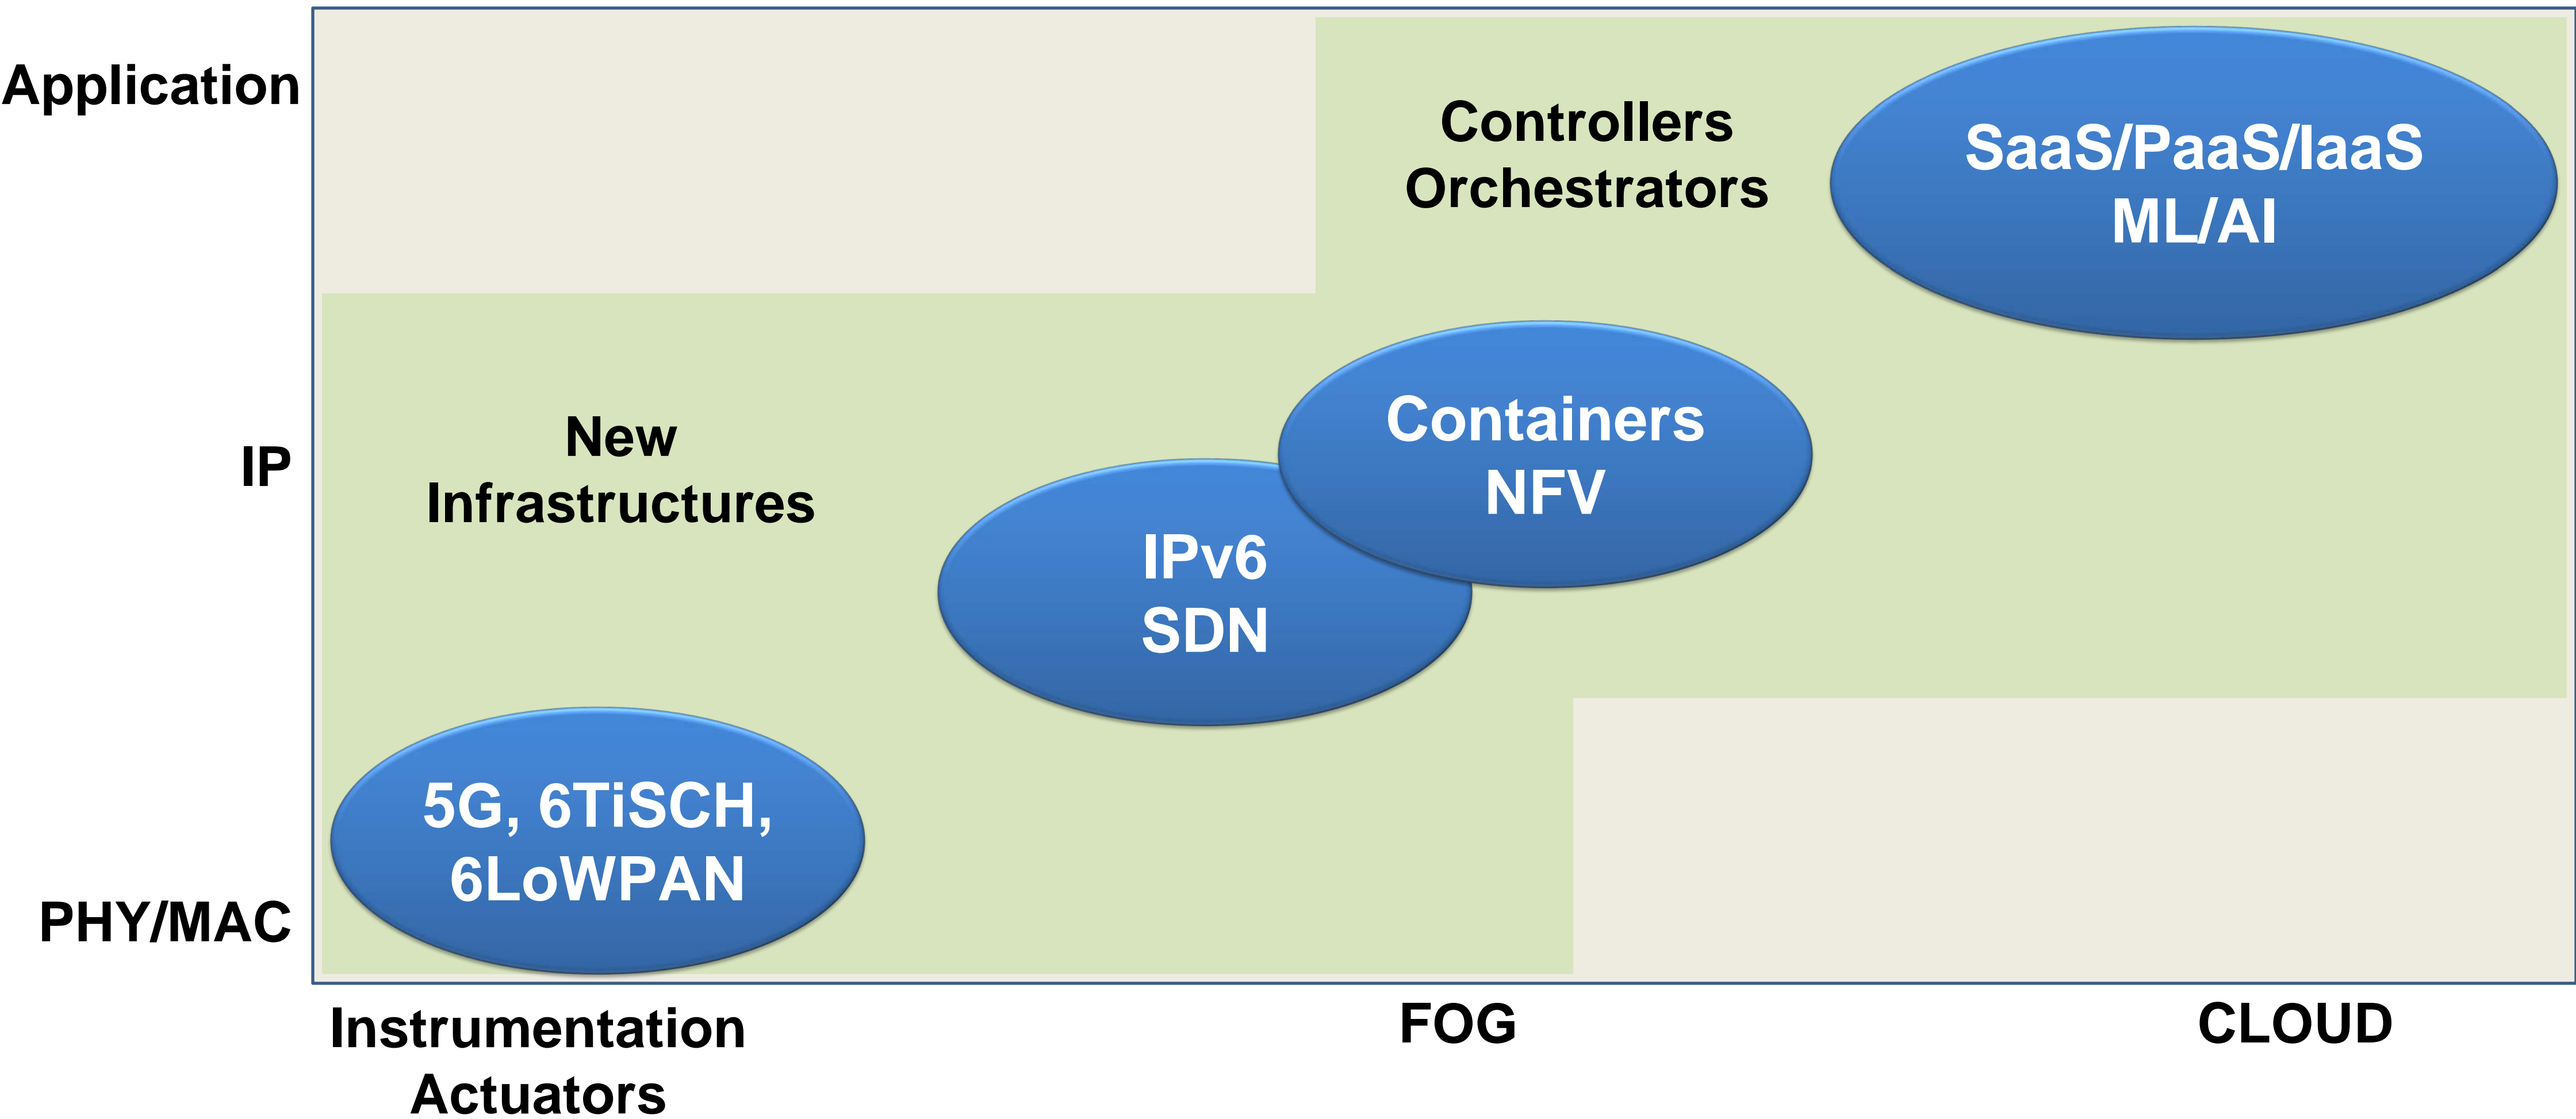 Application
Controllers
Orchestrators
SaaS/PaaS/IaaS
ML/AI
IP
New
Infrastructures
Containers
NFV
IPv6
SDN
5G, 6TiSCH,
6LoWPAN
PHY/MAC
Instrumentation
Actuators
FOG
CLOUD